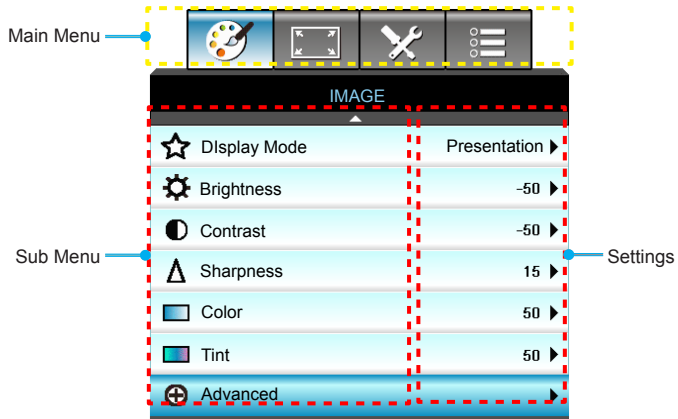 Main Menu
IMAGE
DIsplay Mode Presentation
Brightness -50
Contrast -50
Sub Menu
Settings
Sharpness 15
Color 50
Tint 50
Advanced